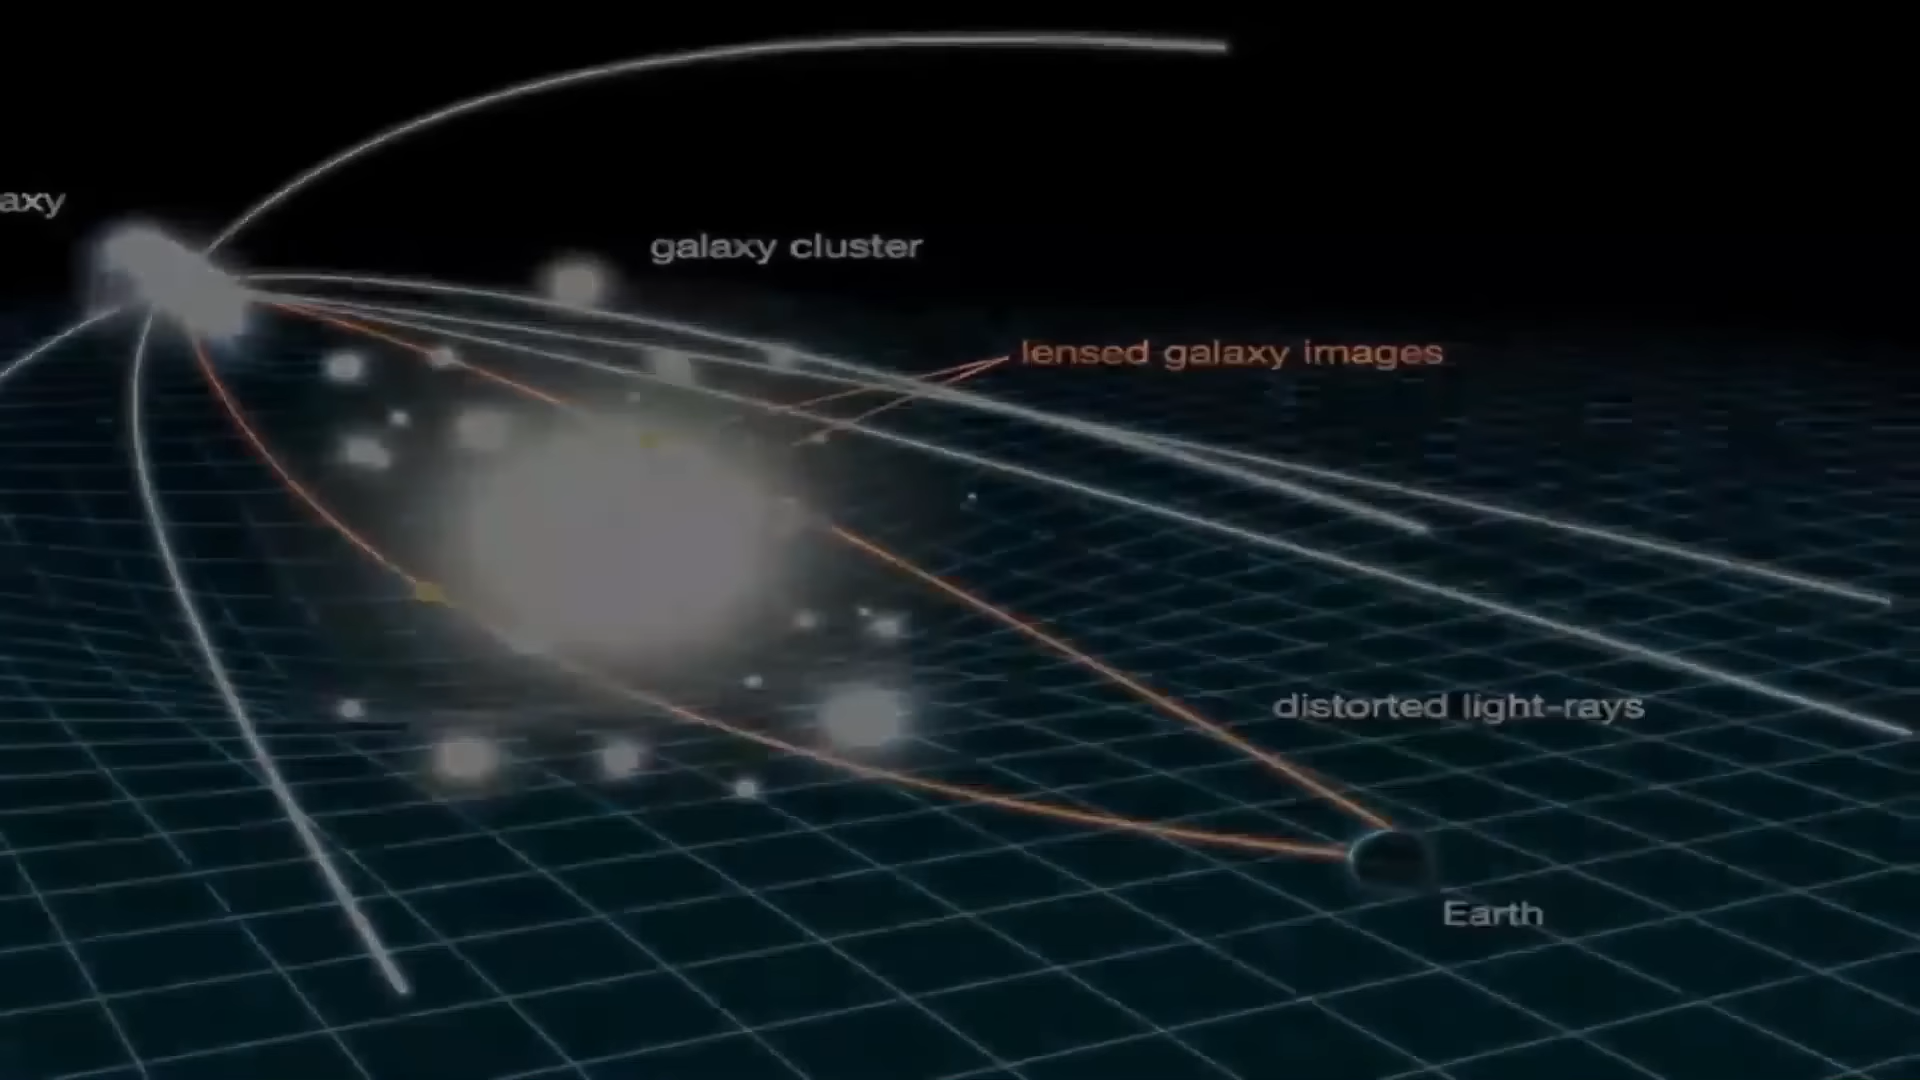 axy
galaxy cluster
lensed galaxy images
distorted light-rays
Earth